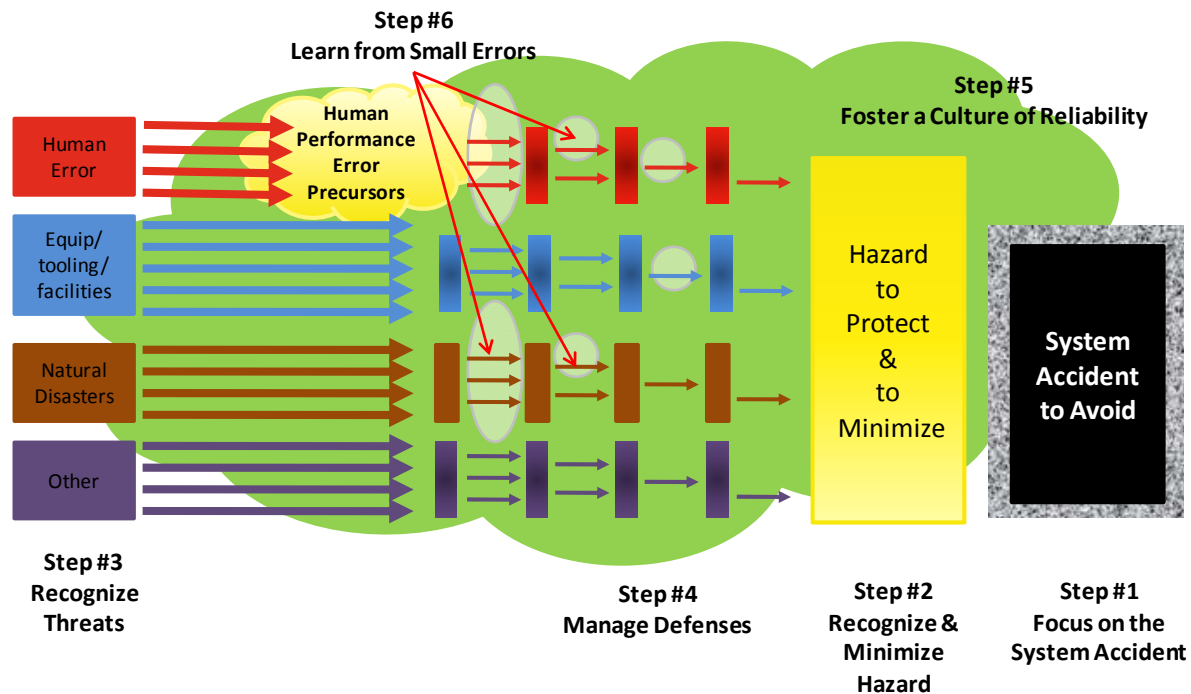 Step #6
Learn from Small Errors
Step #5
Foster a Culture of Reliability
Human
Error
Human
Performance
Error
Precursors
Equip/
tooling/
facilities
Natural
Disasters
Other
Hazard
to
Protect
&
to
Minimize
System
Accident
to Avoid
Step #3
Recognize
Threats
Step #4
Manage Defenses
Step #2
Recognize &
Minimize
Hazard
Step #1
Focus on the
System Accident